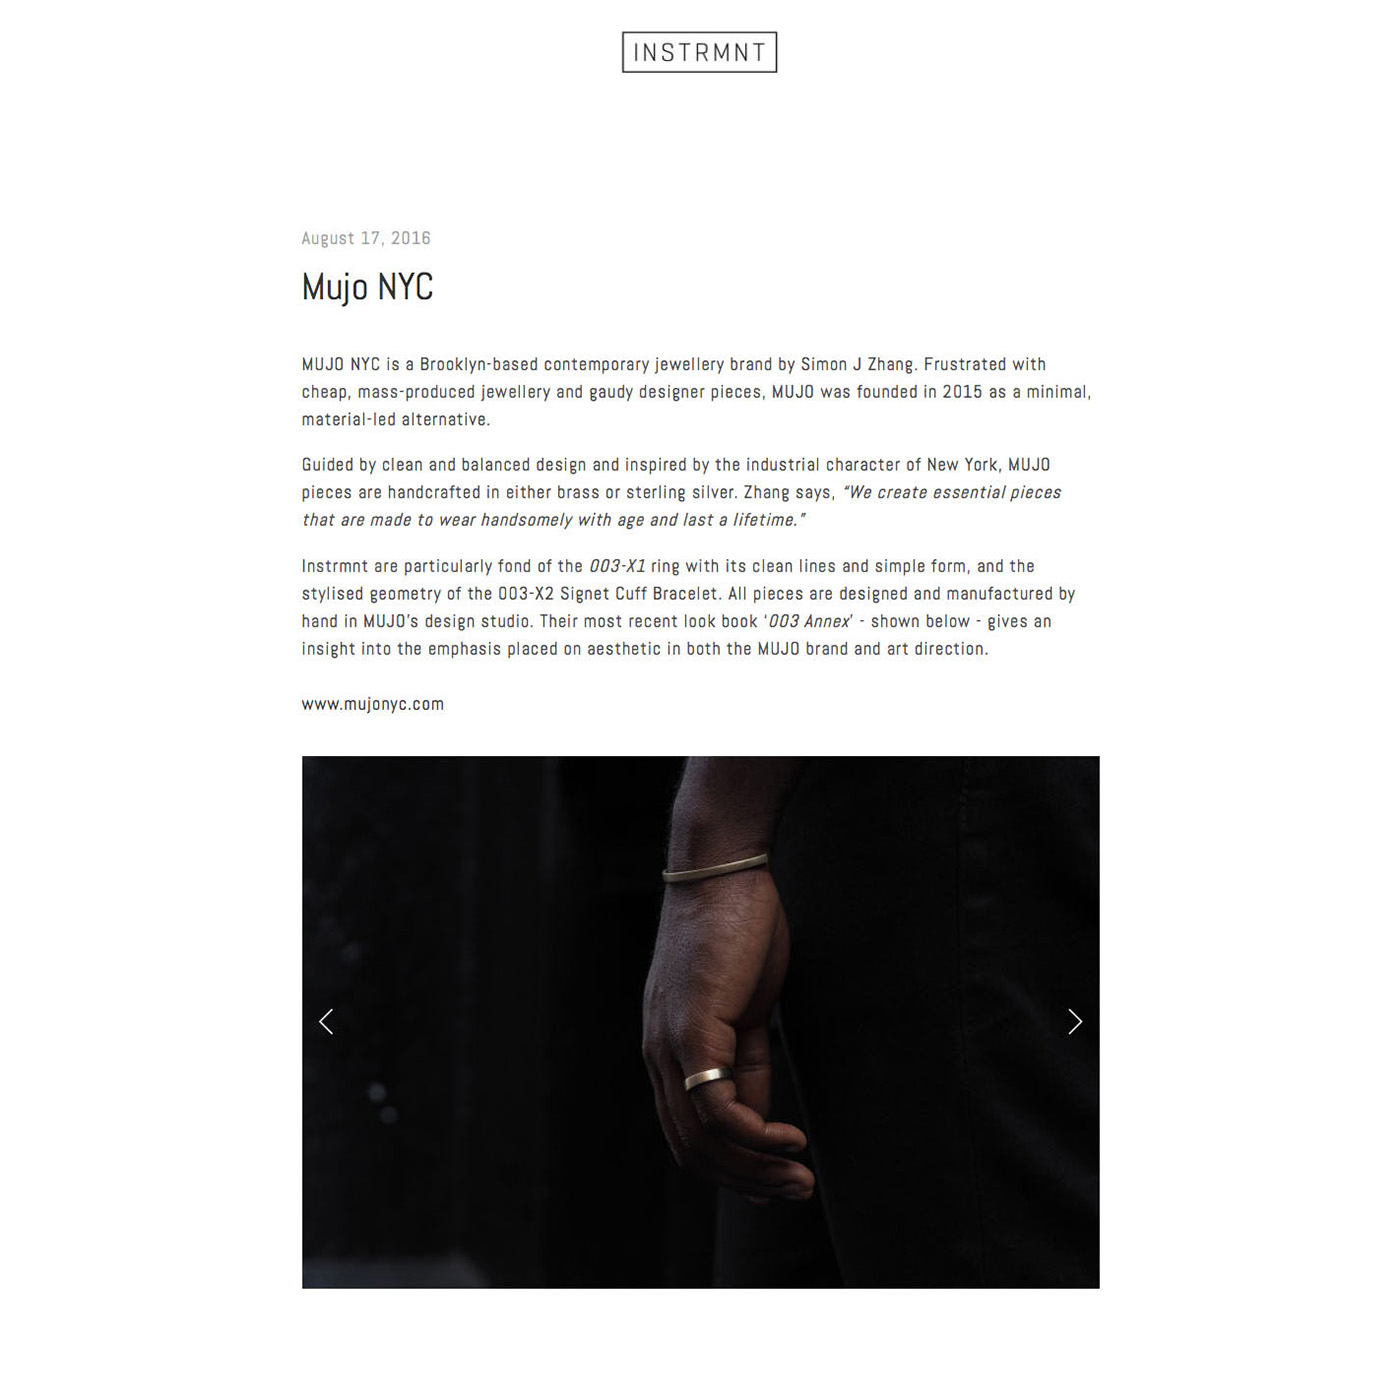 INSTRMNT
August 17, 2016
Mujo NYC
MUJO NYC is a Brooklyn-based contemporary jewellery brand by Simon J Zhang. Frustrated with
cheap, mass-produced jewellery and gaudy designer pieces, MUJO was founded in 2015 as a minimal,
material-led alternative.
Guided by clean and balanced design and inspired by the industrial character of New York, MUJO
pieces are handcrafted in either brass or sterling silver. Zhang says, “We create essential pieces
that are made to wear handsomely with age and last a lifetime.”
Instrmnt are particularly fond of the 003-X1 ring with its clean lines and simple form, and the
stylised geometry of the 003-X2 Signet Cuff Bracelet. All pieces are designed and manufactured by
hand in MUJO’s design studio. Their most recent look book ‘003 Annex’ - shown below - gives an
insight into the emphasis placed on aesthetic in both the MUJO brand and art direction.
www.mujonyc.com